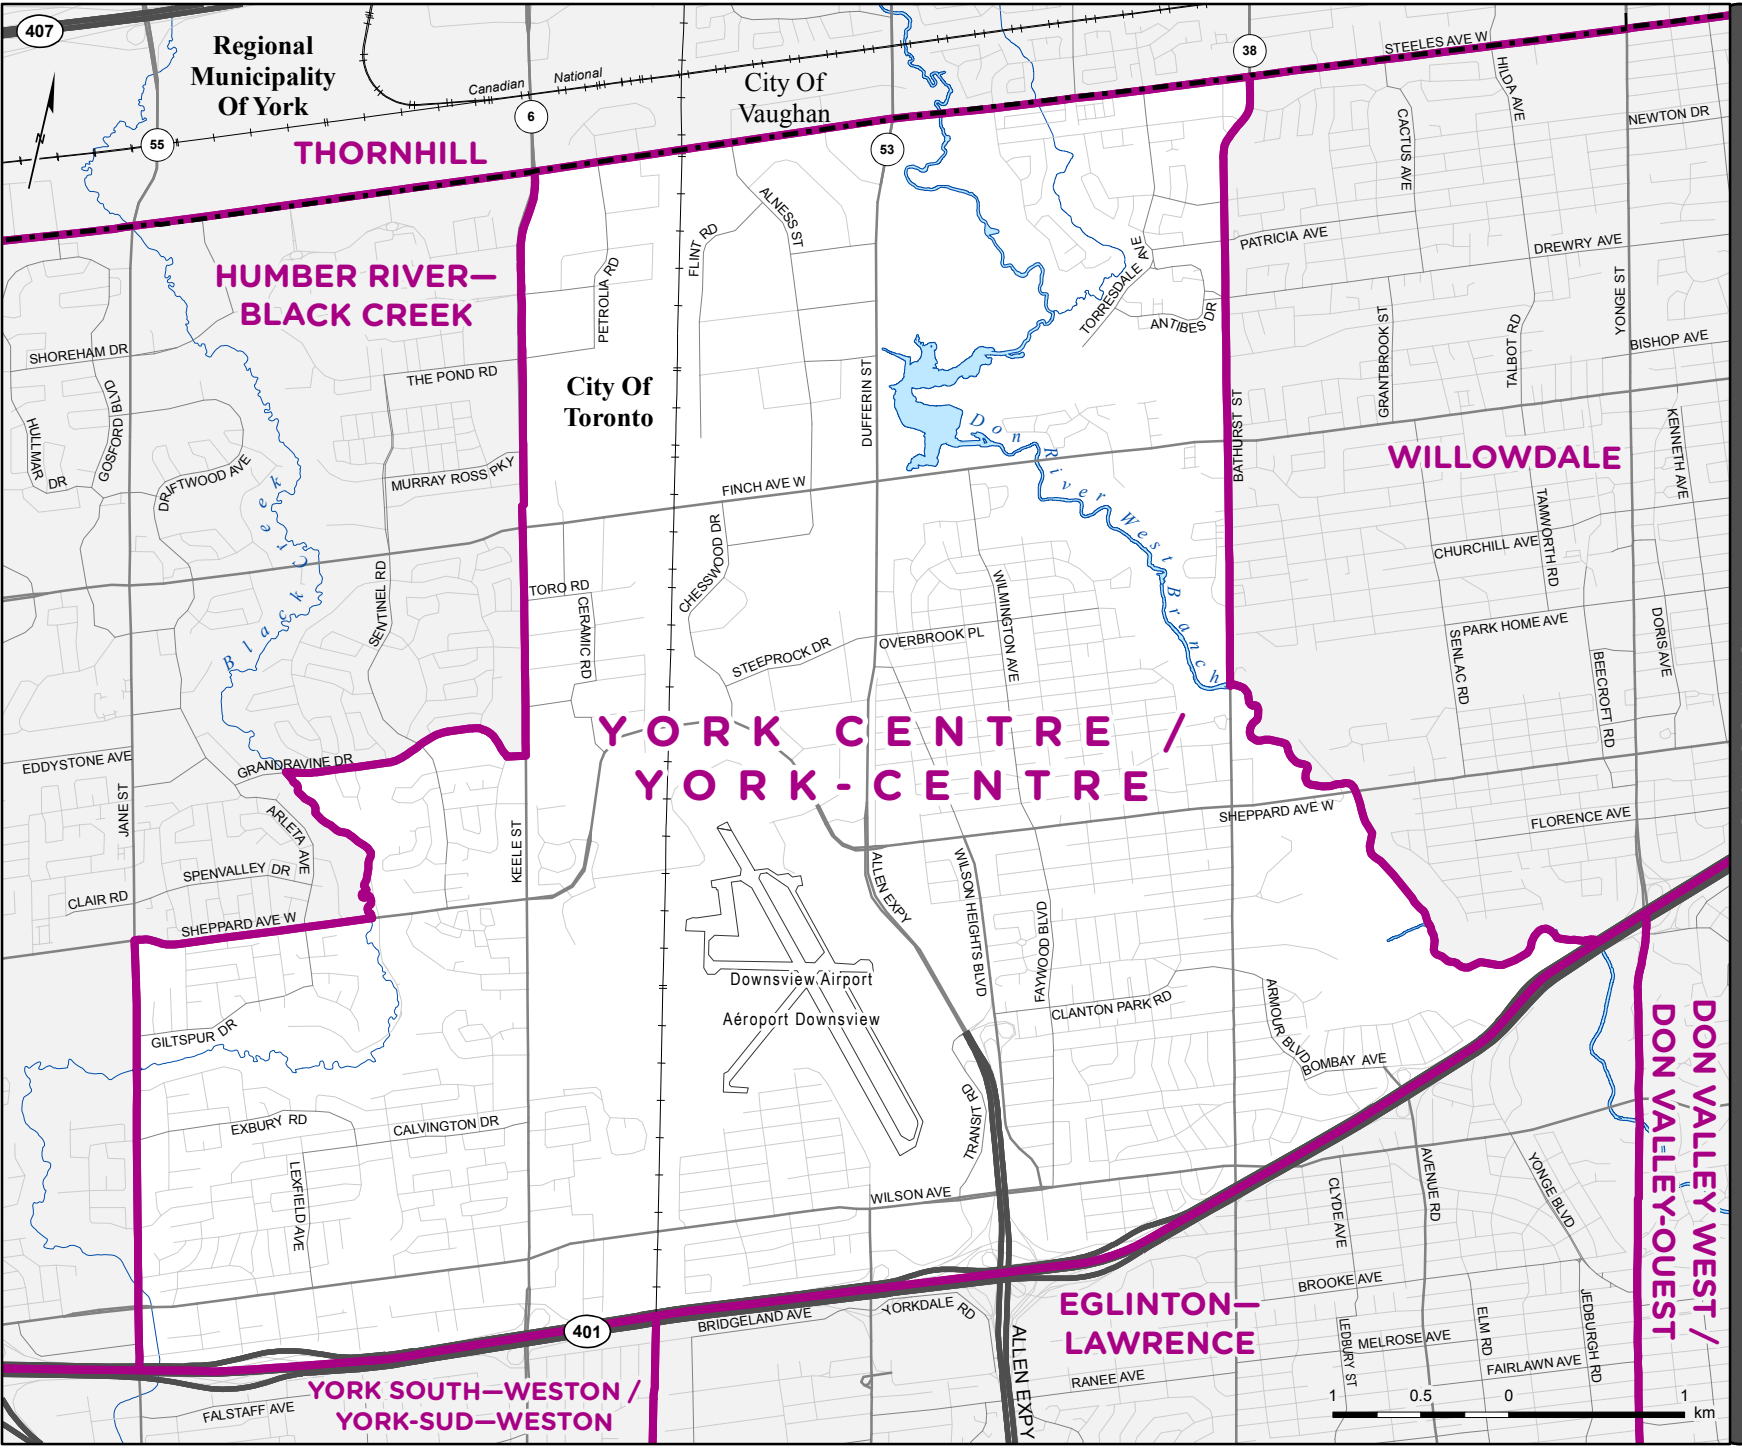 407
Regional
Municipality
Of York
Canadian National
City Of
Vaughan
38
STEELES AVE W
HILDA AVE
CACTUS AVE
NEWTON DR
55
6
53
THORNHILL
ALNESS ST
FLINT RD
PETROLIA RD
HUMBER RIVER—
BLACK CREEK
TORRESDALE AVE
ANTIBES DR
PATRICIA AVE
DREWRY AVE
YONGE ST
GRANTBROOK ST
TALBOT RD
BISHOP AVE
SHOREHAM DR
GOSFORD BLVD
THE POND RD
City Of
Toronto
DUFFERIN ST
BATHURST ST
KENNETH AVE
HULLMAR DR
DRIFTWOOD AVE
MURRAY ROSS PKY
Don River West Branch
WILLOWDALE
FINCH AVE W
Black Creek
SENTINEL RD
TORO RD
CERAMIC RD
CHESSWOOD DR
STEEPROCK DR
OVERBROOK PL
WILMINGTON AVE
CHURCHILL AVE
TAMWORTH RD
PARK HOME AVE
SENLAC RD
DORIS AVE
BEECROFT RD
YORK CENTRE /
YORK-CENTRE
EDDYSTONE AVE
GRANDRAVINE DR
JANE ST
ARLETA AVE
KEELE ST
SHEPPARD AVE W
FLORENCE AVE
SPENVALLEY DR
CLAIR RD
SHEPPARD AVE W
ALLEN EXPY
WILSON HEIGHTS BLVD
FAYWOOD BLVD
Downsview Airport
Aéroport Downsview
CLANTON PARK RD
ARMOUR BLVD
BOMBAY AVE
GILTSPUR DR
EXBURY RD
CALVINGTON DR
LEXFIELD AVE
TRANSIT RD
WILSON AVE
CLYDE AVE
AVENUE RD
YONGE BLVD
DON VALLEY WEST /
DON VALLEY-OUEST
BROOKE AVE
EGLINTON—
LAWRENCE
401
BRIDGELAND AVE
YORKDALE RD
ALLEN EXPY
LEDBURY ST
MELROSE AVE
ELM RD
JEDBURGH RD
FAIRLAWN AVE
RANEE AVE
YORK SOUTH—WESTON /
YORK-SUD—WESTON
FALSTAFF AVE
1 0.5 0 1
km